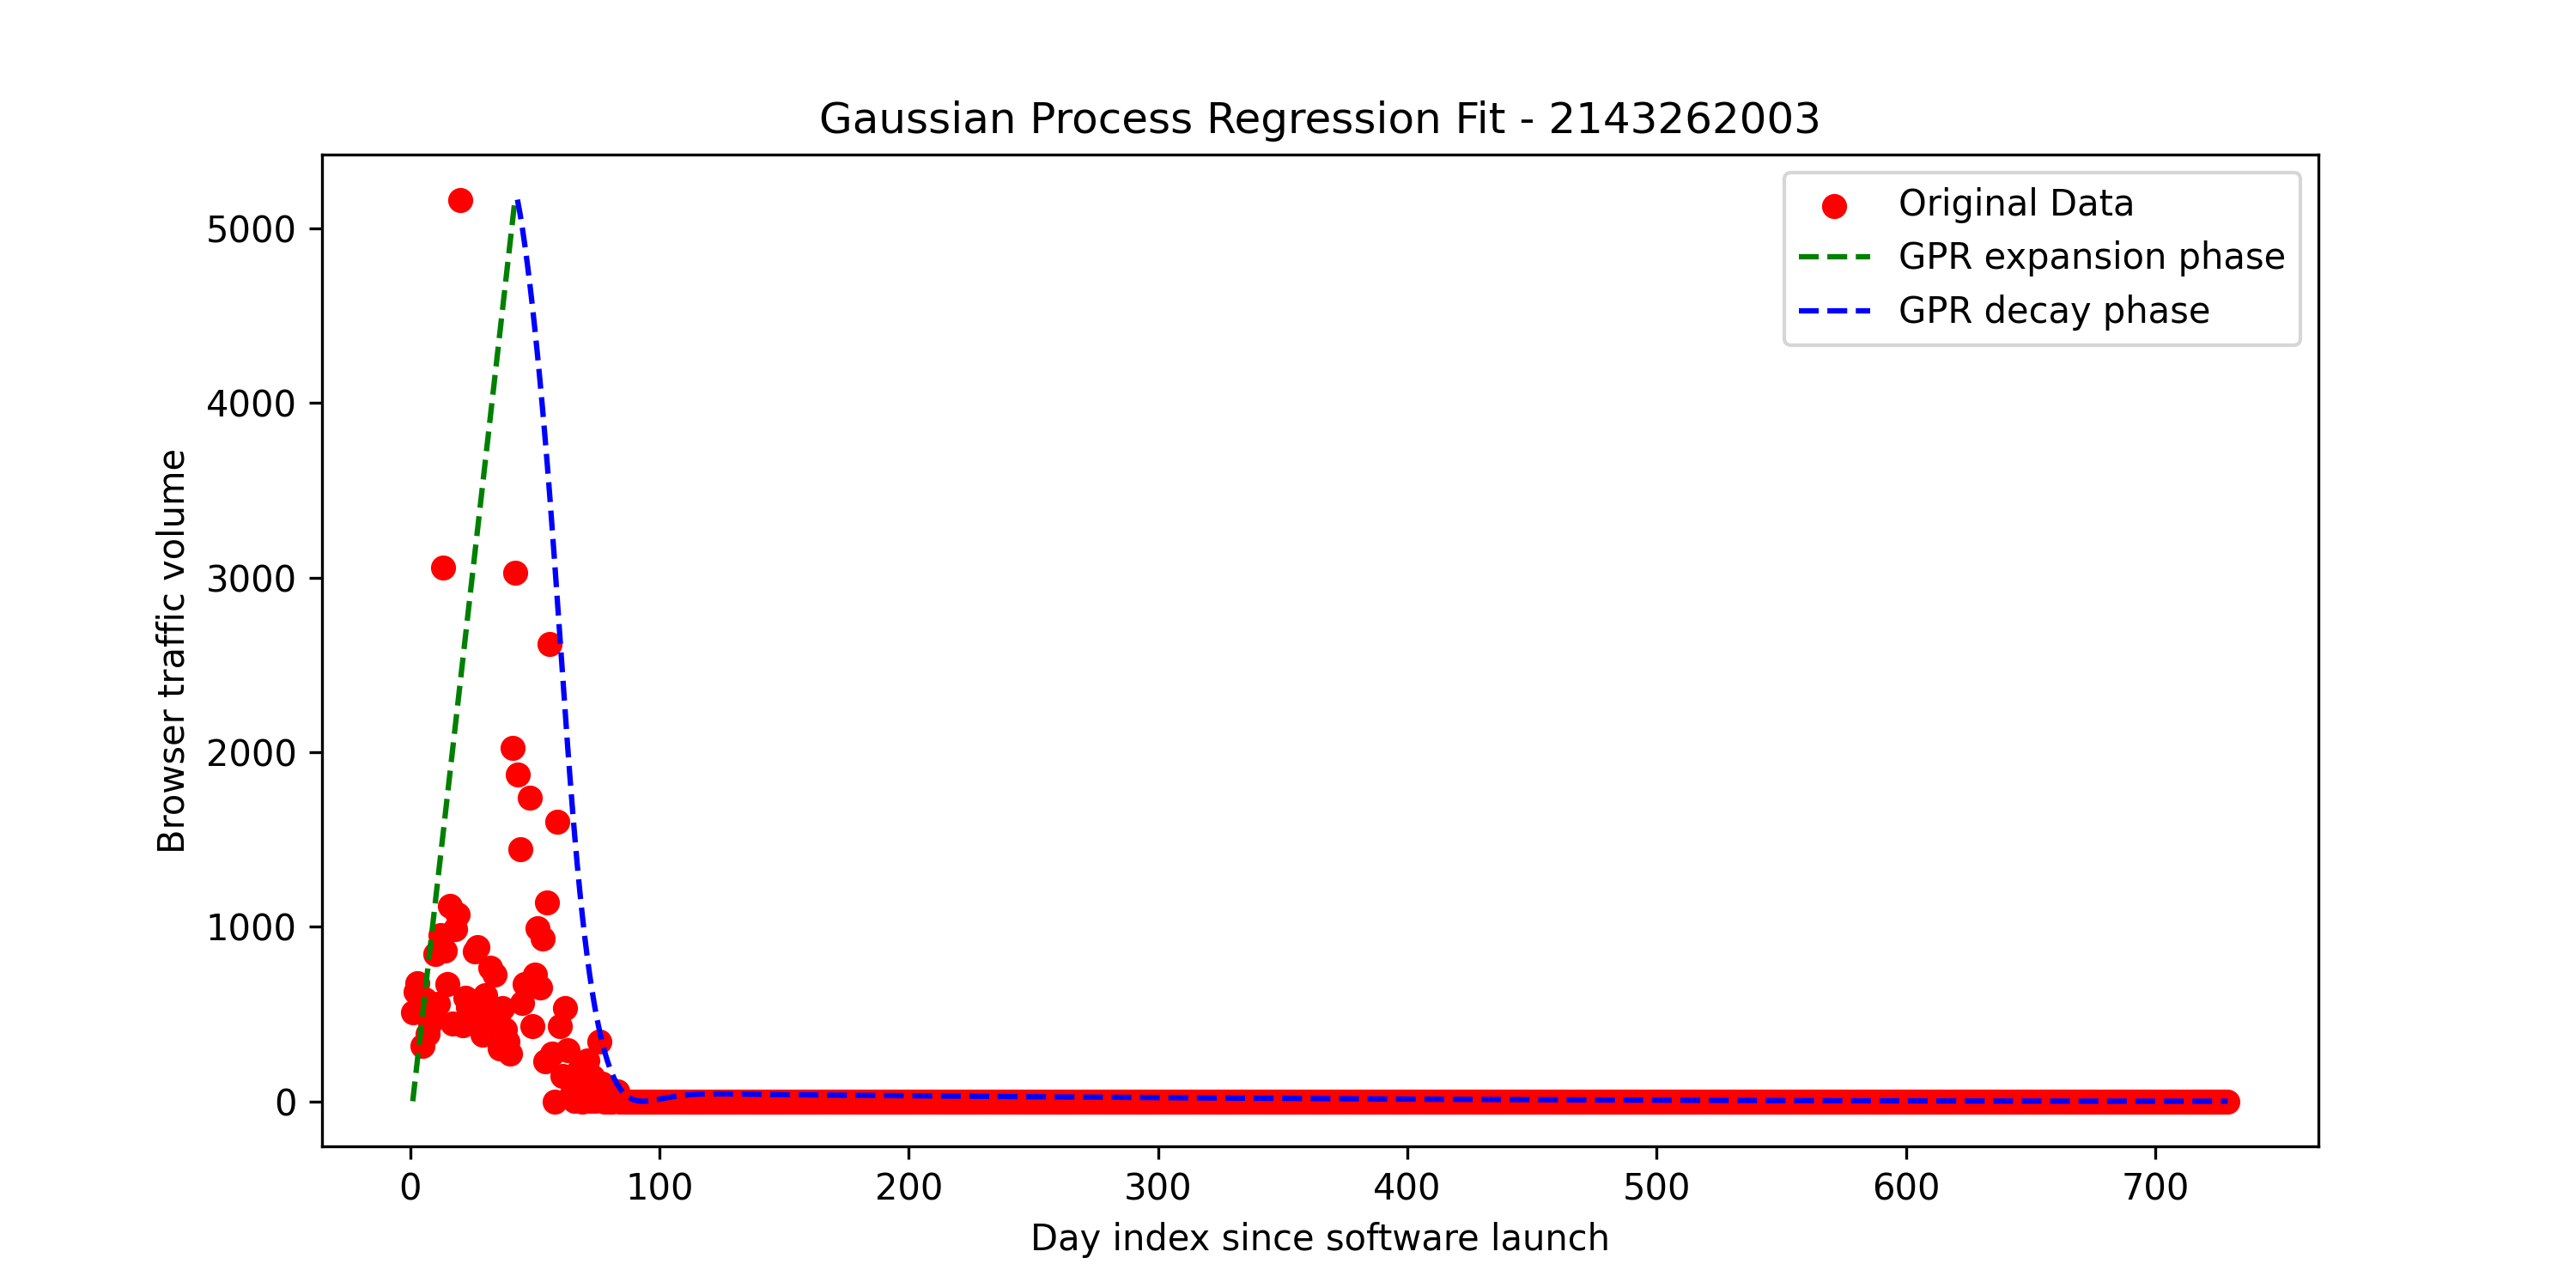 Gaussian Process Regression Fit - 2143262003
Original Data
GPR expansion phase
GPR decay phase
Browser traffic volume
5000
4000
3000
2000
1000
0
0 100 200 300 400 500 600 700
Day index since software launch